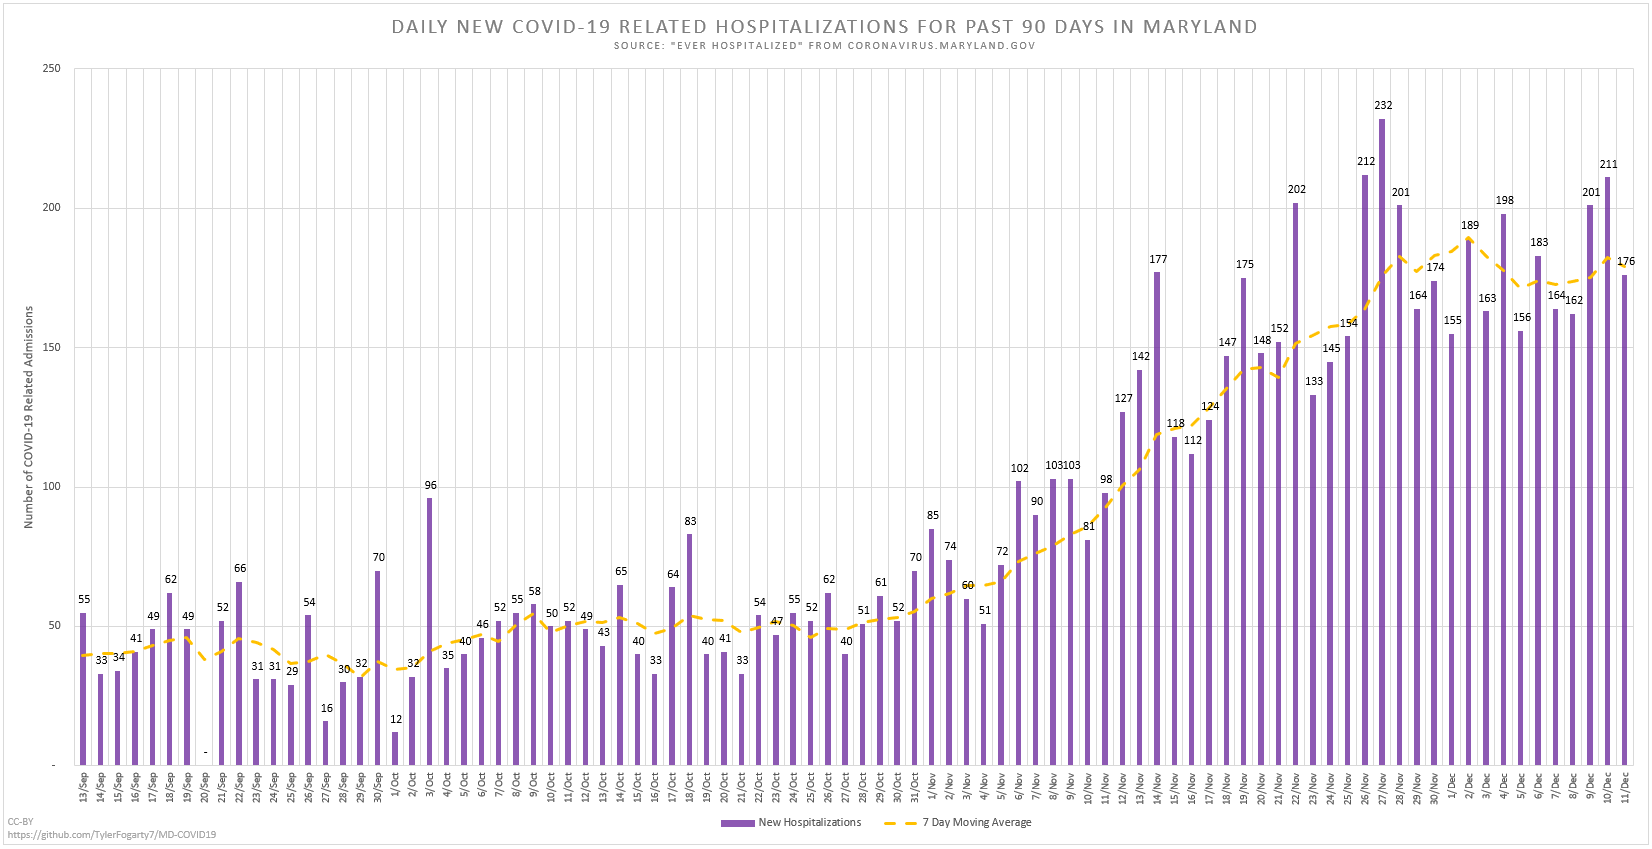 DAILY NEW COVID-19 RELATED HOSPITALIZATIONS FOR PAST 90 DAYS IN MARYLAND
SOURCE: "EVER HOSPITALIZED" FROM CORONAVIRUS.MARYLAND.GOV
Number of COVID-19 Related Admissions
250
200
150
100
50
-
55 33 34 41 49 62 49 - 52 66 31 31 29 54 16 30 32 70 12 32 96 35 40 46 52 55 58 50 52 49 43 65 40 33 64 83 40 41 33 54 47 55 52 62 40 51 61 52 70 85 74 60 51 72 102 90 103 103 81 98 127 142 177 118 112 124 147 175 148 152 202 133 145 154 212 232 201 164 174 155 189 163 198 156 183 164 162 201 211 176
13/Sep 14/Sep 15/Sep 16/Sep 17/Sep 18/Sep 19/Sep 20/Sep 21/Sep 22/Sep 23/Sep 24/Sep 25/Sep 26/Sep 27/Sep 28/Sep 29/Sep 30/Sep 1/Oct 2/Oct 3/Oct 4/Oct 5/Oct 6/Oct 7/Oct 8/Oct 9/Oct 10/Oct 11/Oct 12/Oct 13/Oct 14/Oct 15/Oct 16/Oct 17/Oct 18/Oct 19/Oct 20/Oct 21/Oct 22/Oct 23/Oct 24/Oct 25/Oct 26/Oct 27/Oct 28/Oct 29/Oct 30/Oct 31/Oct 1/Nov 2/Nov 3/Nov 4/Nov 5/Nov 6/Nov 7/Nov 8/Nov 9/Nov 10/Nov 11/Nov 12/Nov 13/Nov 14/Nov 15/Nov 16/Nov 17/Nov 18/Nov 19/Nov 20/Nov 21/Nov 22/Nov 23/Nov 24/Nov 25/Nov 26/Nov 27/Nov 28/Nov 29/Nov 30/Nov 1/Dec 2/Dec 3/Dec 4/Dec 5/Dec 6/Dec 7/Dec 8/Dec 9/Dec 10/Dec 11/Dec
New Hospitalizations 7 Day Moving Average
CC-BY
https://github.com/TylerFogarty7/MD-COVID19